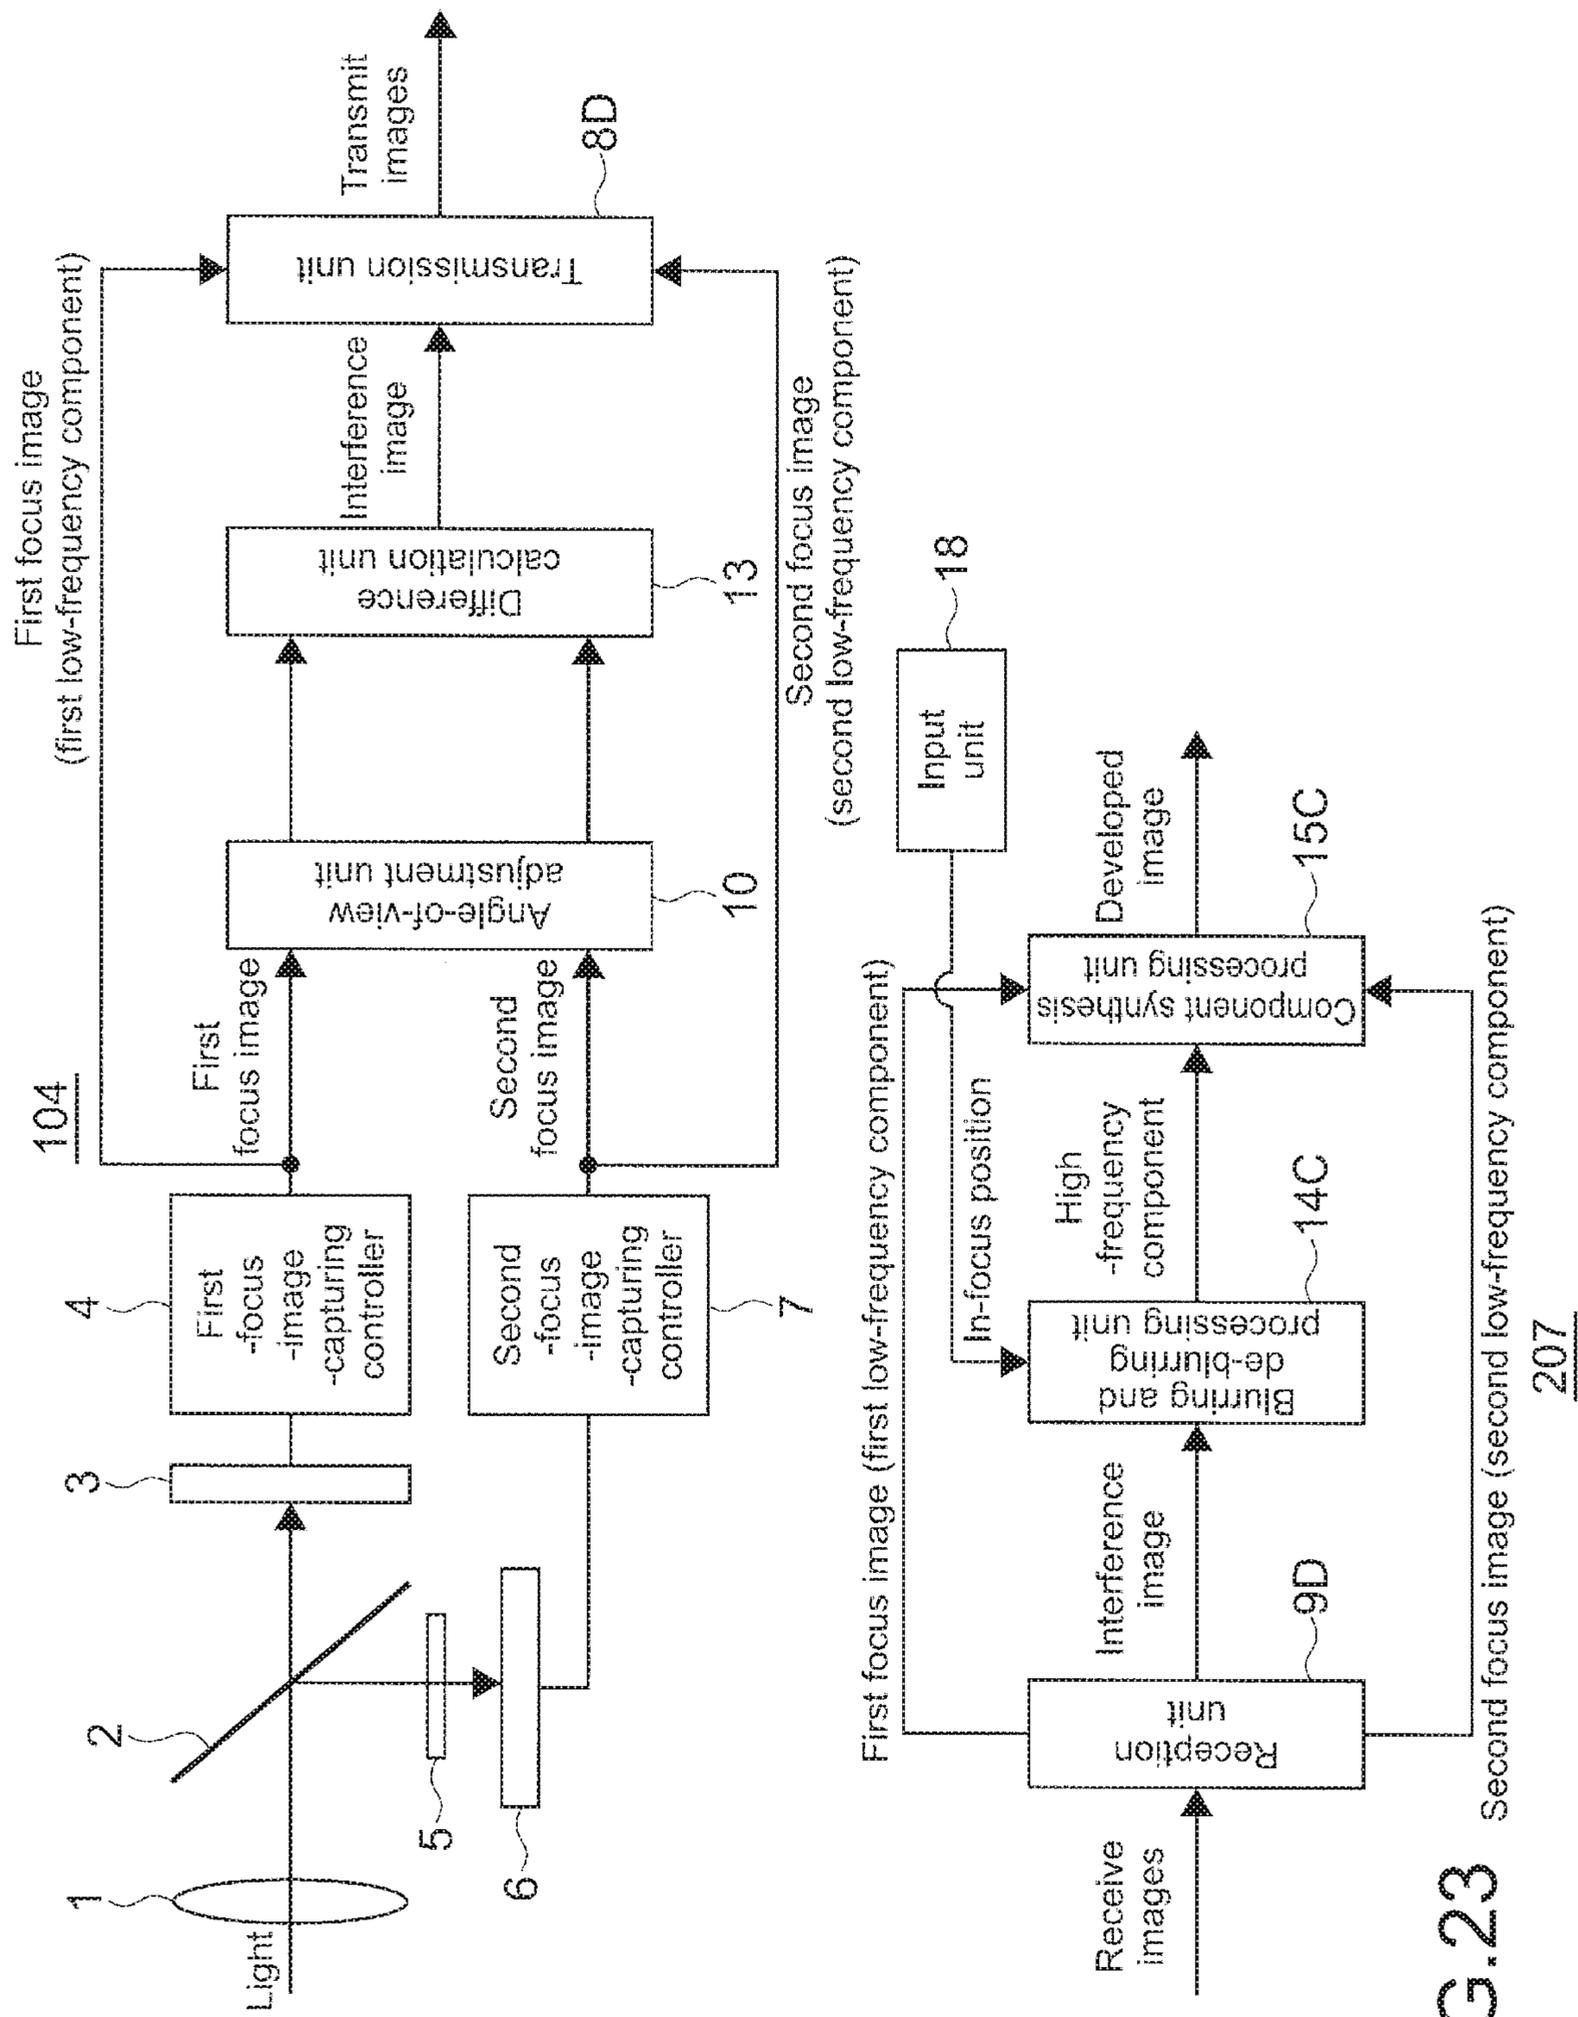 104
First focus image
(first low-frequency component)
Light
1
2
3
4
First
-focus
-image
-capturing
controller
First
focus image
5
6
Second
-focus
-image
-capturing
controller
7
Second
focus image
Angle-of-view
adjustment unit
10
Difference
calculation unit
13
Interference
image
Transmission unit
8D
Transmit
images
Second focus image
(second low-frequency component)
First focus image (first low-frequency component)
Receive
images
Reception
unit
9D
Interference
image
Blurring and
de-blurring
processing unit
14C
In-focus position
Input
unit
18
High
-frequency
component
Component synthesis
processing unit
15C
Developed
image
Second focus image (second low-frequency component)
207
G.23